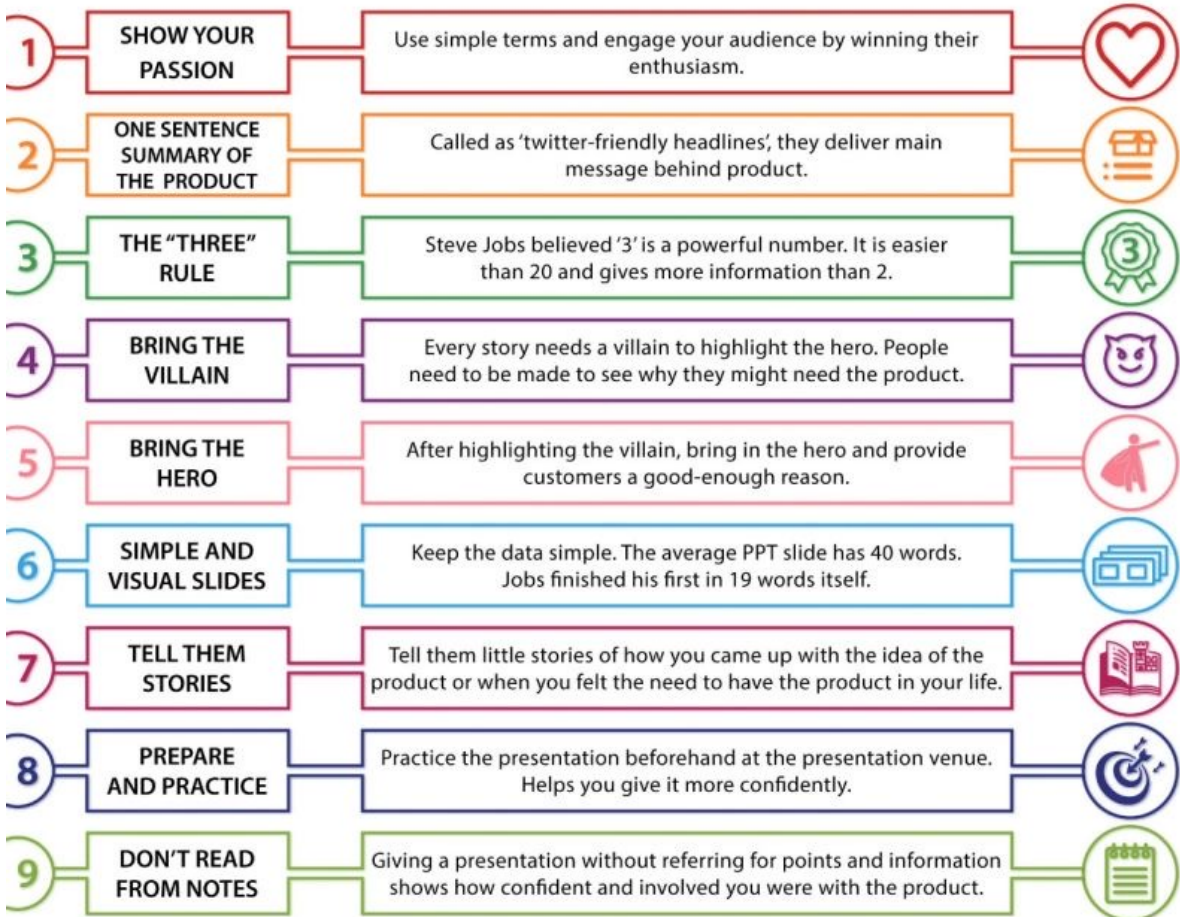 1
SHOW YOUR
PASSION
Use simple terms and engage your audience by winning their
enthusiasm.
2
ONE SENTENCE
SUMMARY OF
THE PRODUCT
Called as ‘twitter-friendly headlines’, they deliver main
message behind product.
3
THE “THREE”
RULE
Steve Jobs believed ‘3’ is a powerful number. It is easier
than 20 and gives more information than 2.
3
4
BRING THE
VILLAIN
Every story needs a villain to highlight the hero. People
need to be made to see why they might need the product.
5
BRING THE
HERO
After highlighting the villain, bring in the hero and provide
customers a good-enough reason.
6
SIMPLE AND
VISUAL SLIDES
Keep the data simple. The average PPT slide has 40 words.
Jobs finished his first in 19 words itself.
7
TELL THEM
STORIES
Tell them little stories of how you came up with the idea of the
product or when you felt the need to have the product in your life.
8
PREPARE
AND PRACTICE
Practice the presentation beforehand at the presentation venue.
Helps you give it more confidently.
9
DON’T READ
FROM NOTES
Giving a presentation without referring for points and information
shows how confident and involved you were with the product.